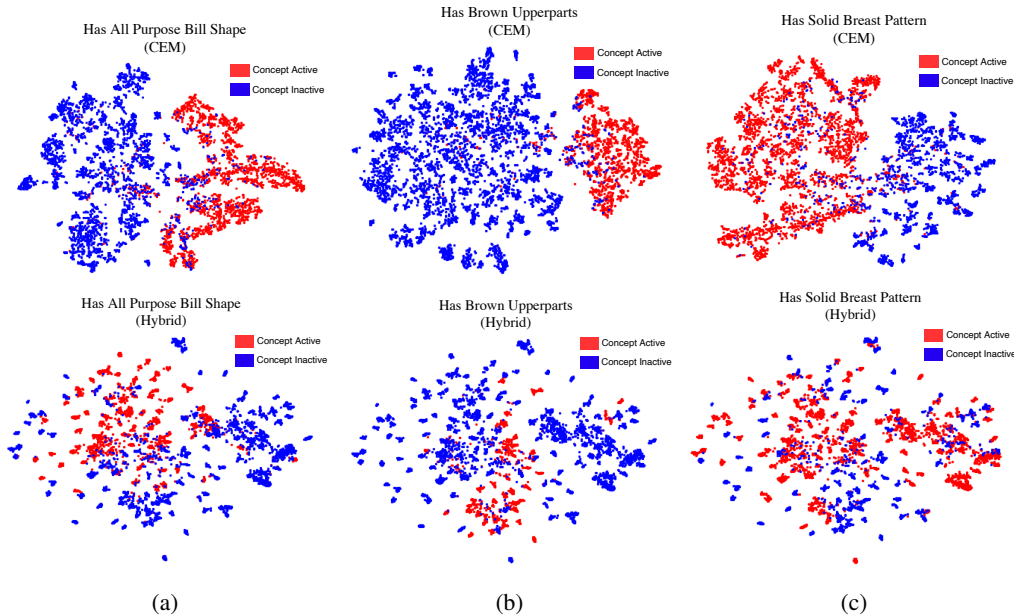 Has All Purpose Bill Shape
(CEM)
Concept Active
Concept Inactive
Has Brown Upperparts
(CEM)
Concept Active
Concept Inactive
Has Solid Breast Pattern
(CEM)
Concept Active
Concept Inactive
Has All Purpose Bill Shape
(Hybrid)
Concept Active
Concept Inactive
Has Brown Upperparts
(Hybrid)
Concept Active
Concept Inactive
Has Solid Breast Pattern
(Hybrid)
Concept Active
Concept Inactive
(a)
(b)
(c)